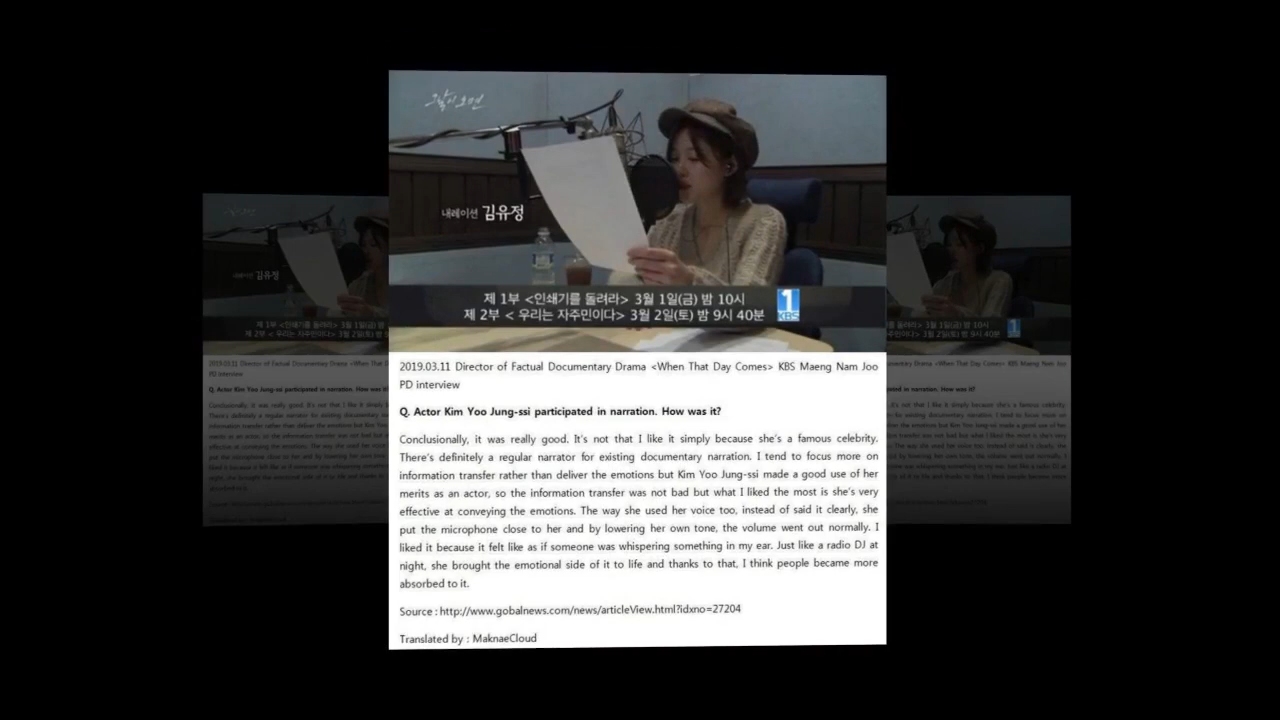 그날이 오면
내레이션 김유정
제 1부 <인쇄기를 돌려라> 3월 1일(금) 밤 10시
제 2부 < 우리는 자주민이다> 3월 2일(토) 밤 9시 40분
1
KBS
2019.03.11 Director of Factual Documentary Drama <When That Day Comes> KBS Maeng Nam Joo
PD interview
Q. Actor Kim Yoo Jung-ssi participated in narration. How was it?
Conclusionally, it was really good. It's not that I like it simply because she's a famous celebrity.
There's definitely a regular narrator for existing documentary narration. I tend to focus more on
information transfer rather than deliver the emotions but Kim Yoo Jung-ssi made a good use of her
merits as an actor, so the information transfer was not bad but what I liked the most is she's very
effective at conveying the emotions. The way she used her voice too, instead of said it clearly, she
put the microphone close to her and by lowering her own tone, the volume went out normally. I
liked it because it felt like as if someone was whispering something in my ear. Just like a radio DJ at
night, she brought the emotional side of it to life and thanks to that, I think people became more
absorbed to it.
Source : http://www.gobalnews.com/news/articleView.html?idxno=27204
Translated by : MaknaeCloud